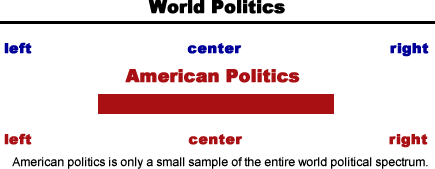 World Politics
left center right
American Politics
left center right
American politics is only a small sample of the entire world political spectrum.